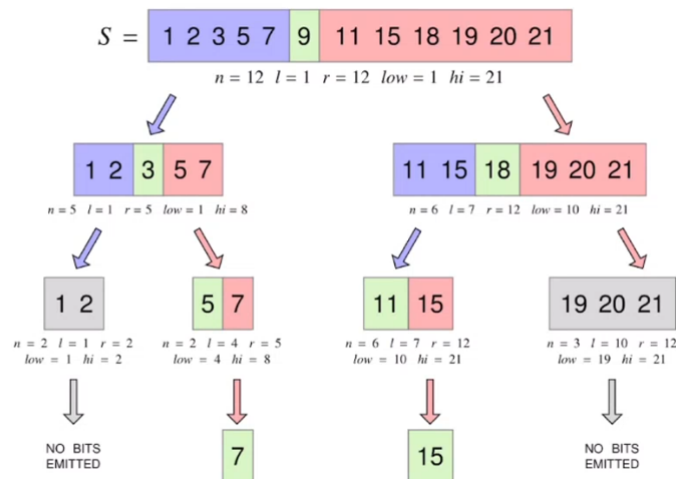 S = 1 2 3 5 7 9 11 15 18 19 20 21
n = 12 l = 1 r = 12 low = 1 hi = 21
1 2 3 5 7
11 15 18 19 20 21
n = 5 l = 1 r = 5 low = 1 hi = 8
n = 6 l = 7 r = 12 low = 10 hi = 21
1 2
5 7
11 15
19 20 21
n = 2 l = 1 r = 2
low = 1 hi = 2
n = 2 l = 4 r = 5
low = 4 hi = 8
n = 6 l = 7 r = 12
low = 10 hi = 21
n = 3 l = 10 r = 12
low = 19 hi = 21
NO BITS
EMITTED
7
15
NO BITS
EMITTED